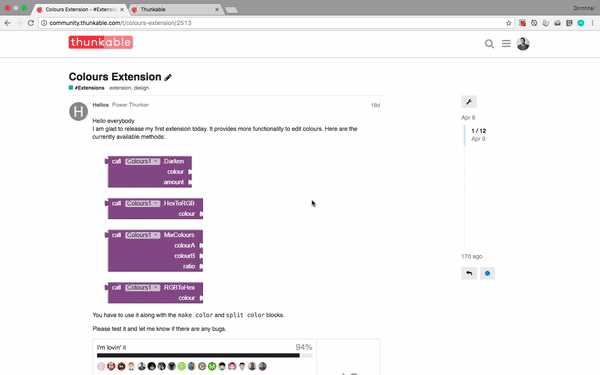 Colours Extension - #Extensio
Thunkable
Domhnall
community.thunkable.com/t/colours-extension/2513
thunkable
Colours Extension
#Extensions extension, design
H
Helios Power Thunker
18d
Hello everybody
I am glad to release my first extension today. It provides more functionality to edit colours. Here are the
currently available methods:
call Colours1 .Darken
colour
amount
call Colours1 .HexToRGB
colour
call Colours1 .MixColours
colourA
colourB
ratio
call Colours1 .RGBToHex
colour
You have to use it along with the make color and split color blocks.
Please test it and let me know if there are any bugs.
I'm lovin' it 94%
Apr 9
1 / 12
Apr 9
17d ago